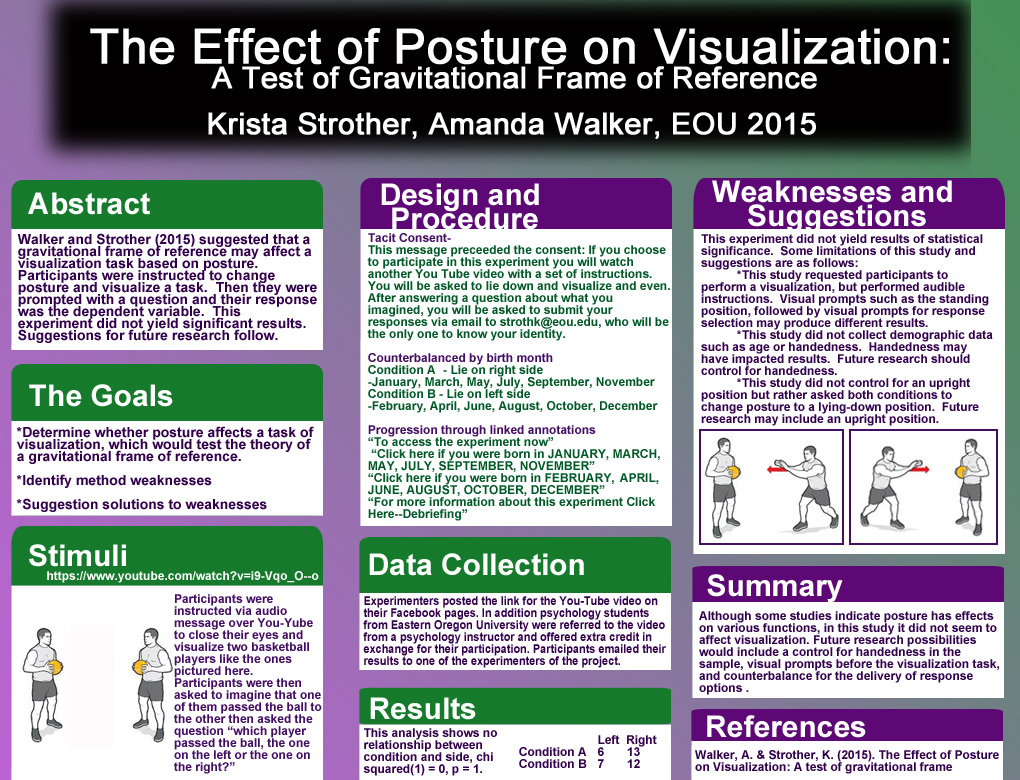 The Effect of Posture on Visualization:
A Test of Gravitational Frame of Reference
Krista Strother, Amanda Walker, EOU 2015
Abstract
Walker and Strother (2015) suggested that a
gravitational frame of reference may affect a
visualization task based on posture.
Participants were instructed to change
posture and visualize a task. Then they were
prompted with a question and their response
was the dependent variable. This
experiment did not yield significant results.
Suggestions for future research follow.
The Goals
*Determine whether posture affects a task of
visualization, which would test the theory of
a gravitational frame of reference.
*Identify method weaknesses
*Suggestion solutions to weaknesses
Stimuli
https://www.youtube.com/watch?v=i9-Vqo_O--o
Participants were
instructed via audio
message over You-Yube
to close their eyes and
visualize two basketball
players like the ones
pictured here.
Participants were then
asked to imagine that one
of them passed the ball to
the other then asked the
question “which player
passed the ball, the one
on the left or the one on
the right?”
Design and
Procedure
Tacit Consent-
This message preceeded the consent: If you choose
to participate in this experiment you will watch
another You Tube video with a set of instructions.
You will be asked to lie down and visualize and even.
After answering a question about what you
imagined, you will be asked to submit your
responses via email to strothk@eou.edu, who will be
the only one to know your identity.
Counterbalanced by birth month
Condition A - Lie on right side
-January, March, May, July, September, November
Condition B - Lie on left side
-February, April, June, August, October, December
Progression through linked annotations
“To access the experiment now”
“Click here if you were born in JANUARY, MARCH,
MAY, JULY, SEPTEMBER, NOVEMBER”
“Click here if you were born in FEBRUARY, APRIL,
JUNE, AUGUST, OCTOBER, DECEMBER”
“For more information about this experiment Click
Here--Debriefing”
Data Collection
Experimenters posted the link for the You-Tube video on
their Facebook pages. In addition psychology students
from Eastern Oregon University were referred to the video
from a psychology instructor and offered extra credit in
exchange for their participation. Participants emailed their
results to one of the experimenters of the project.
Results
This analysis shows no
relationship between
condition and side, chi
squared(1) = 0, p = 1.
Left Right
Condition A 6 13
Condition B 7 12
Weaknesses and
Suggestions
This experiment did not yield results of statistical
significance. Some limitations of this study and
suggestions are as follows:
*This study requested participants to
perform a visualization, but performed audible
instructions. Visual prompts such as the standing
position, followed by visual prompts for response
selection may produce different results.
*This study did not collect demographic data
such as age or handedness. Handedness may
have impacted results. Future research should
control for handedness.
*This study did not control for an upright
position but rather asked both conditions to
change posture to a lying-down position. Future
research may include an upright position.
Summary
Although some studies indicate posture has effects
on various functions, in this study it did not seem to
affect visualization. Future research possibilities
would include a control for handedness in the
sample, visual prompts before the visualization task,
and counterbalance for the delivery of response
options .
References
Walker, A. & Strother, K. (2015). The Effect of Posture
on Visualization: A test of gravitational frame